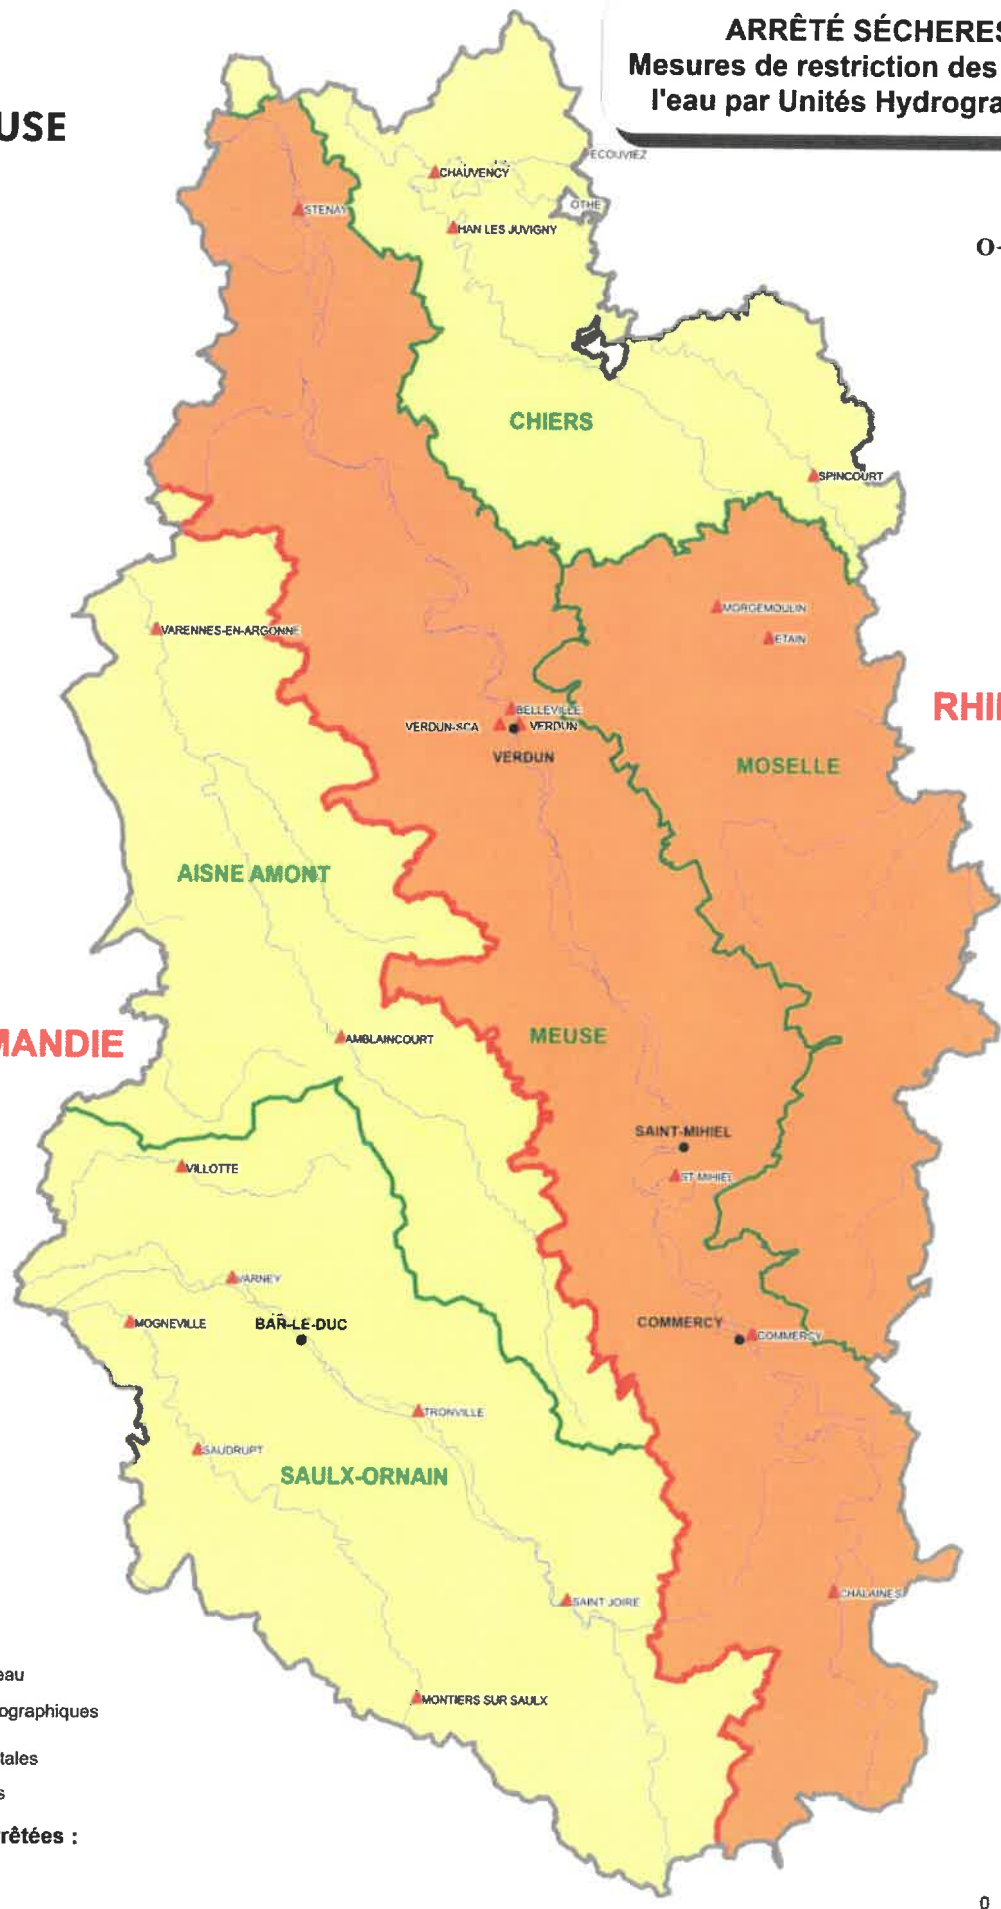 ARRÊTÉ SÉCHERES
Mesures de restriction des
l'eau par Unités Hydrogra
USE
ECOUVIEZ
CHAUVENCY
OTHE
STENAY
HAN LES JUVIGNY
O
CHIERS
SPINCOURT
MORGEMOULIN
VARENNES-EN-ARGONNE
ETAIN
RHI
BELLEVILLE
VERDUN-SCA
VERDUN
VERDUN
MOSELLE
AISNE AMONT
MEUSE
MANDIE
AMBLAINCOURT
SAINT-MIHIEL
VILLOTTE
ST MIHIEL
VARNEY
MOGNEVILLE
BAR-LE-DUC
COMMERCY
COMMERCY
TRONVILLE
SAUDRUPT
SAULX-ORNAIN
CHALAINES
SAINT JOIRE
eau
MONTIERS SUR SAULX
ographiques
tales
s
rêtées :
0